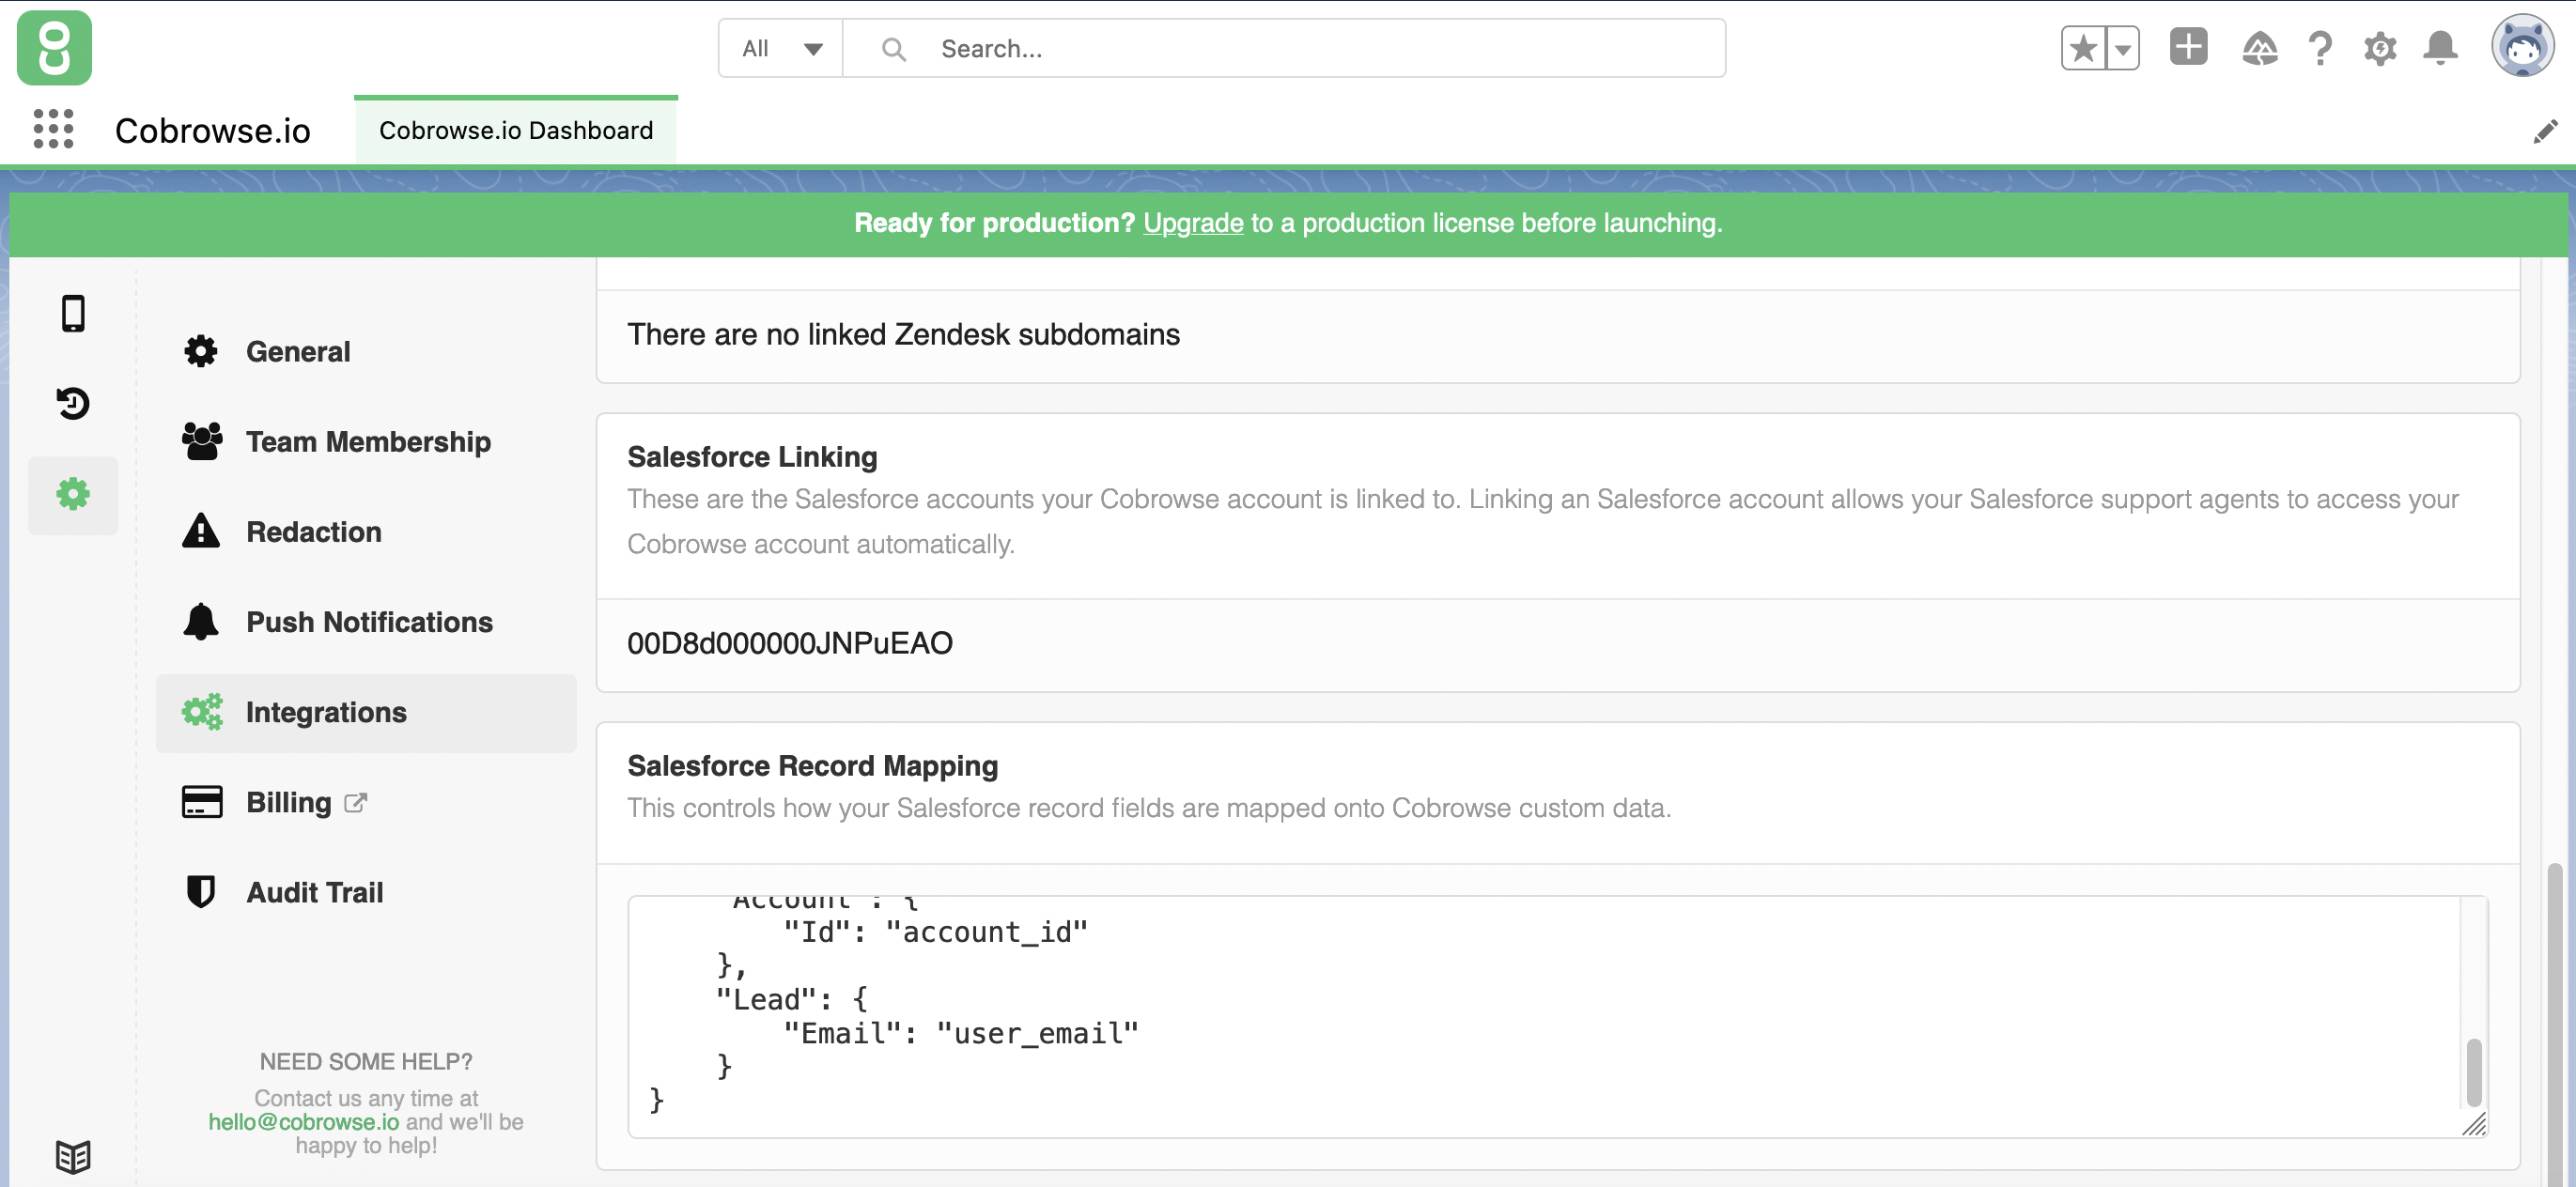 All
Search...
Cobrowse.io
Cobrowse.io Dashboard
Ready for production? Upgrade to a production license before launching.
General
Team Membership
Redaction
Push Notifications
Integrations
Billing
Audit Trail
NEED SOME HELP?
Contact us any time at
hello@cobrowse.io and we'll be
happy to help!
There are no linked Zendesk subdomains
Salesforce Linking
These are the Salesforce accounts your Cobrowse account is linked to. Linking an Salesforce account allows your Salesforce support agents to access your
Cobrowse account automatically.
00D8d000000JNPuEAO
Salesforce Record Mapping
This controls how your Salesforce record fields are mapped onto Cobrowse custom data.
Account : {
"Id": "account_id"
},
"Lead": {
"Email": "user_email"
}
}